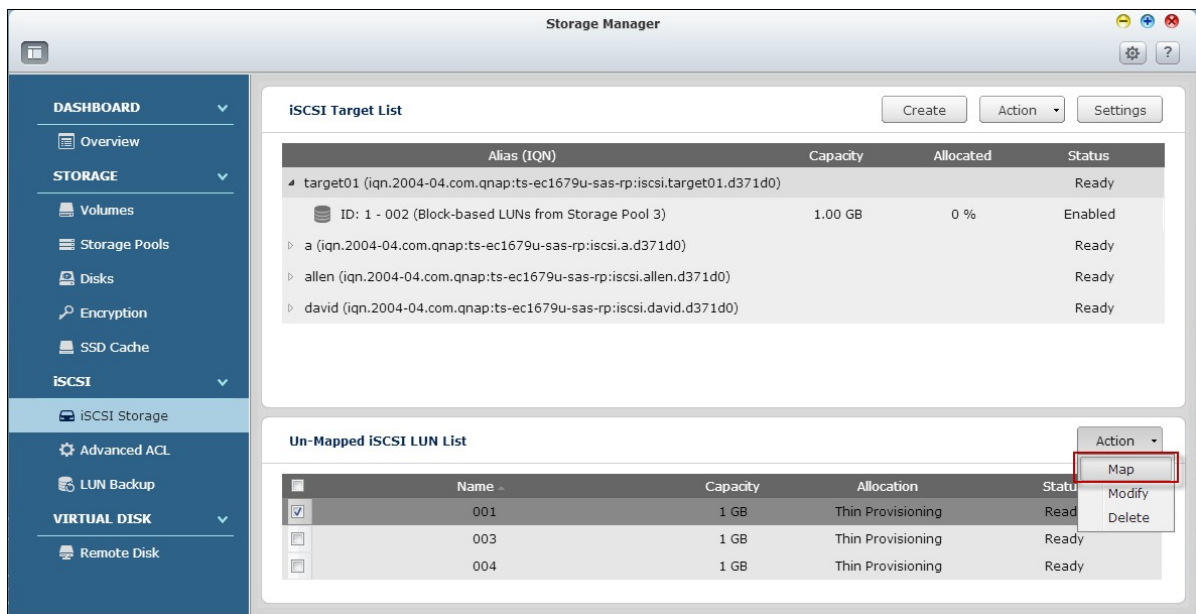 Storage Manager
?
DASHBOARD
Overview
STORAGE
Volumes
Storage Pools
Disks
Encryption
SSD Cache
iSCSI
iSCSI Storage
Advanced ACL
LUN Backup
VIRTUAL DISK
Remote Disk
iSCSI Target List Create Action Settings
Alias (IQN) Capacity Allocated Status
target01 (iqn.2004-04.com.qnap:ts-ec1679u-sas-rp:iscsi.target01.d371d0) Ready
ID: 1 - 002 (Block-based LUNs from Storage Pool 3) 1.00 GB 0 % Enabled
a (iqn.2004-04.com.qnap:ts-ec1679u-sas-rp:iscsi.a.d371d0) Ready
allen (iqn.2004-04.com.qnap:ts-ec1679u-sas-rp:iscsi.allen.d371d0) Ready
david (iqn.2004-04.com.qnap:ts-ec1679u-sas-rp:iscsi.david.d371d0) Ready
Un-Mapped iSCSI LUN List Action
Map
Modify
Delete
Name Capacity Allocation Statu
001 1 GB Thin Provisioning Read
003 1 GB Thin Provisioning Ready
004 1 GB Thin Provisioning Ready